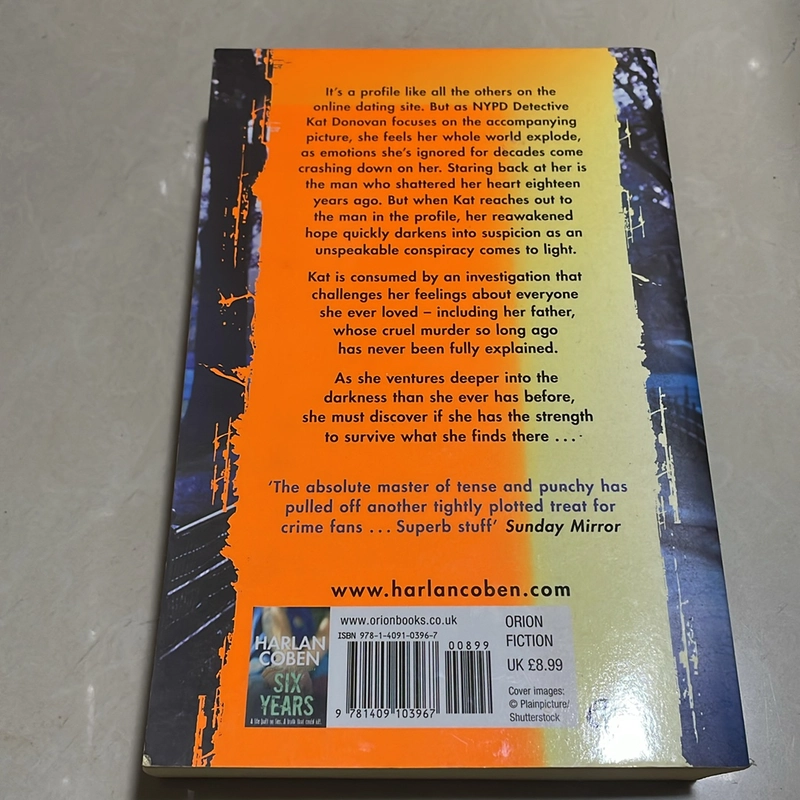 It's a profile like all the others on the
online dating site. But as NYPD Detective
Kat Donovan focuses on the accompanying
picture, she feels her whole world explode,
as emotions she's ignored for decades come
crashing down on her. Staring back at her is
the man who shattered her heart eighteen
years ago. But when Kat reaches out to
the man in the profile, her reawakened
hope quickly darkens into suspicion as an
unspeakable conspiracy comes to light.
Kat is consumed by an investigation that
challenges her feelings about everyone
she ever loved – including her father,
whose cruel murder so long ago
has never been fully explained.
As she ventures deeper into the
darkness than she ever has before,
she must discover if she has the strength
to survive what she finds there ...
'The absolute master of tense and punchy has
pulled off another tightly plotted treat for
crime fans ... Superb stuff' Sunday Mirror
www.harlancoben.com
HARLAN
COBEN
SIX
YEARS
A life built on lies. A truth that could kill.
www.orionbooks.co.uk
ISBN 978-1-4091-0396-7
00899
9 781409 103967
ORION
FICTION
UK £8.99
Cover images:
© Plainpicture/
Shutterstock